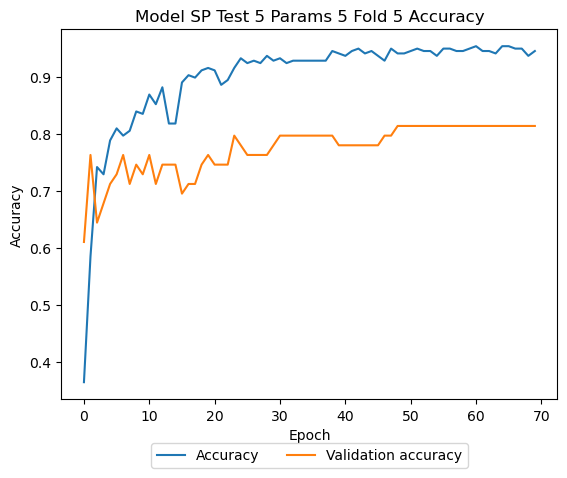 Model SP Test 5 Params 5 Fold 5 Accuracy
Accuracy
0.9
0.8
0.7
0.6
0.5
0.4
0 10 20 30 40 50 60 70
Epoch
Accuracy Validation accuracy